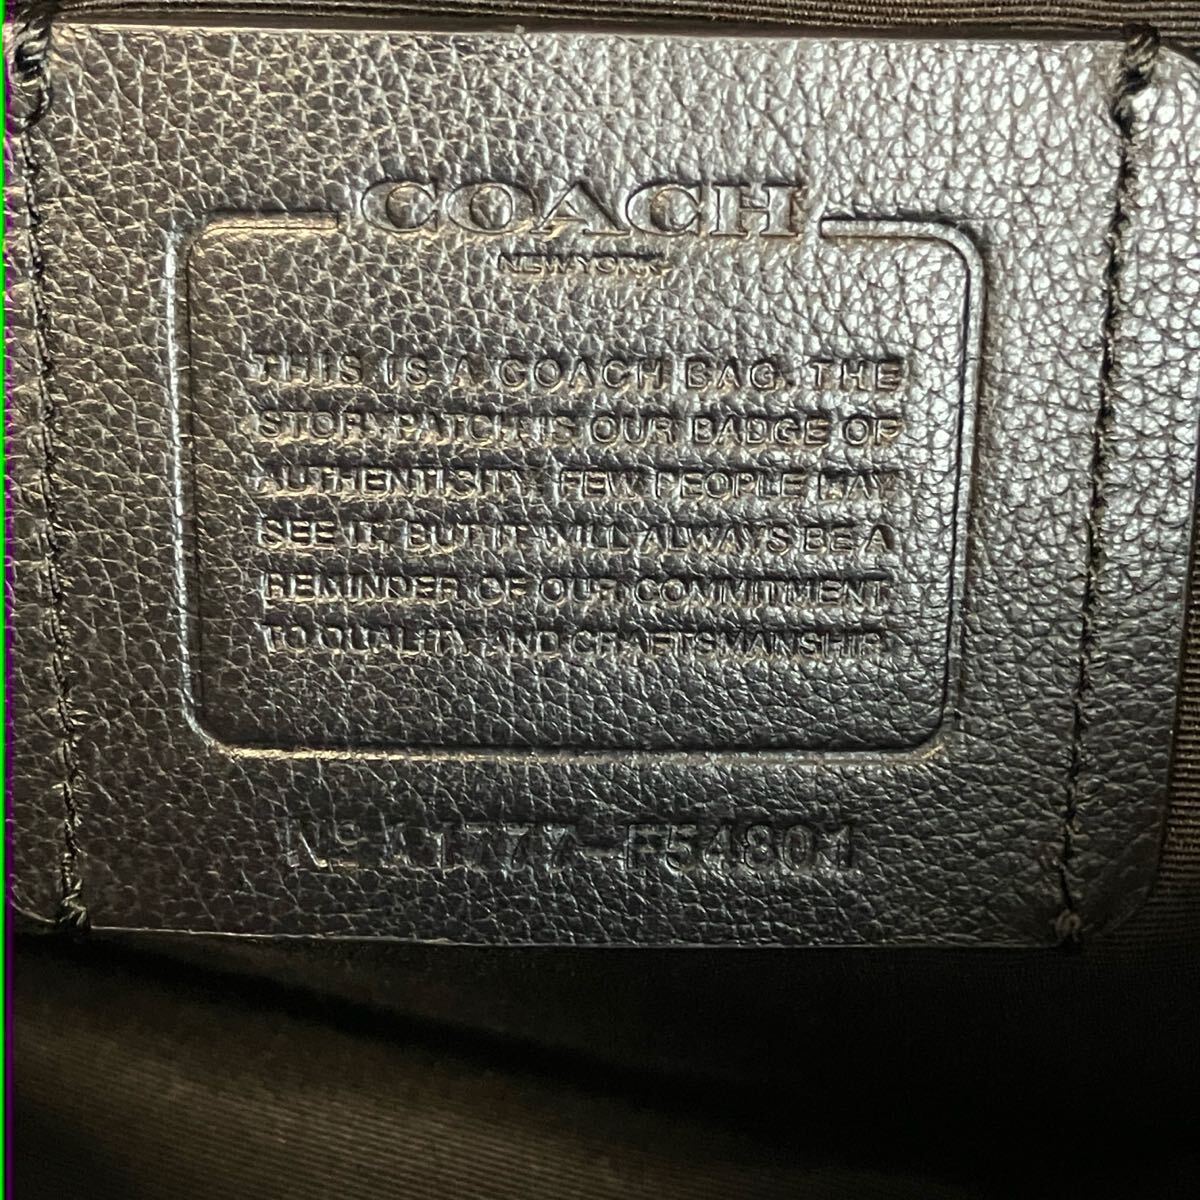 COACH
NEW YORK
THIS IS A COACH BAG. THE
STORY PATCH IS OUR BADGE OF
AUTHENTICITY. FEW PEOPLE MAY
SEE IT, BUT IT WILL ALWAYS BE A
REMINDER OF OUR COMMITMENT
TO QUALITY AND CRAFTSMANSHIP.
Nº A1777-F54801